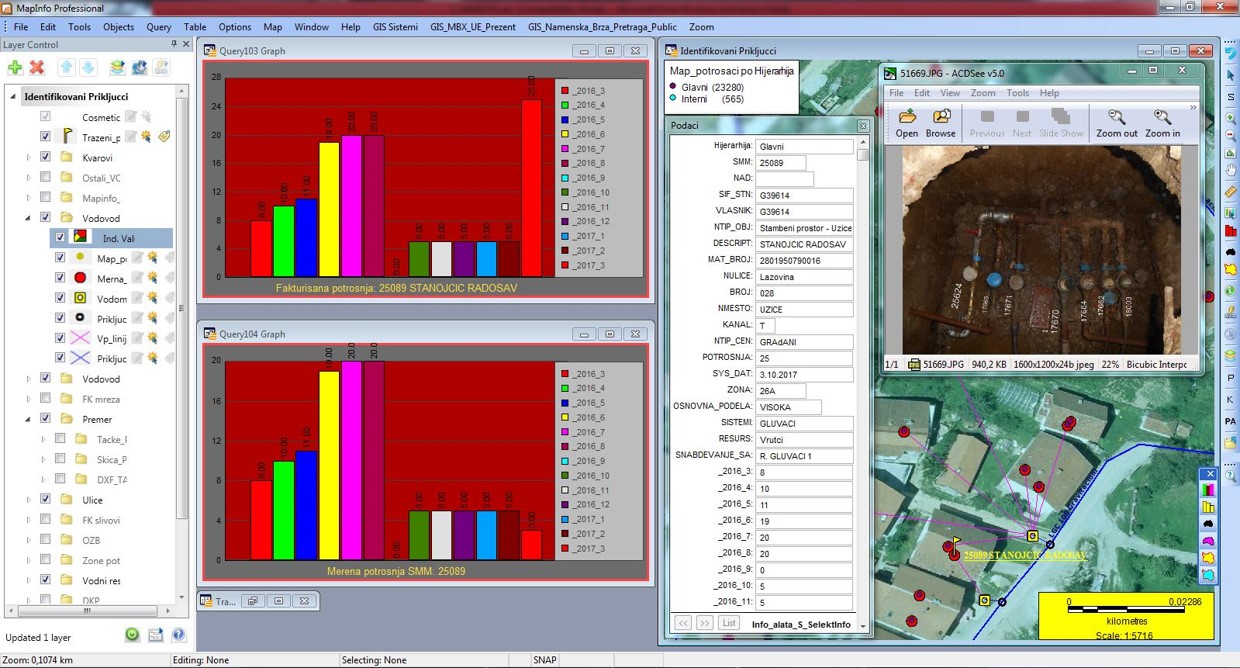 MapInfo Professional
File Edit Tools Objects Query Table Options Map Window Help GIS Sistemi GIS_MBX_UE_Prezent GIS_Namenska_Brza_Pretraga_Public Zoom
Layer Control
Identifikovani Prikljucci
Cosmetic
Trazeni_p
Kvarovi
Ostali_VC
Mapinfo_
Vodovod
Ind. Val
Map_p
Merna_
Vodom
Prikljuc
Vp_linij
Prikljuc
Vodovod
FK mreza
Premer
Tacke_F
Skica_P
DXF_TA
Ulice
FK slivovi
OZB
Zone pot
Vodni res
DKP
Updated 1 layer
Query103 Graph
28
24
20
16
12
8
4
0
8.00
10.00
11.00
19.00
20.00
20.00
0.00
5.00
5.00
5.00
5.00
5.00
25.00
_2016_3
_2016_4
_2016_5
_2016_6
_2016_7
_2016_8
_2016_9
_2016_10
_2016_11
_2016_12
_2017_1
_2017_2
_2017_3
Fakturisana potrosnja: 25089 STANOJCIC RADOSAV
Query104 Graph
20
16
12
8
4
0
8.00
10.00
11.00
19.00
20.0
20.0
0.00
5.00
5.00
5.00
5.00
5.00
3.00
_2016_3
_2016_4
_2016_5
_2016_6
_2016_7
_2016_8
_2016_9
_2016_10
_2016_11
_2016_12
_2017_1
_2017_2
_2017_3
Merena potrosnja SMM: 25089
Tra...
Identifikovani Prikljucci
Map_potrosaci po Hijerarhija
Glavni (23280)
Interni (565)
Podaci
Hijerarhija: Glavni
SMM: 25089
NAD:
SIF_STN: G39614
VLASNIK: G39614
NTIP_OBJ: Stambeni prostor - Uzice
DESCRIPT: STANOJCIC RADOSAV
MAT_BROJ: 2801950790016
NULICE: Lazovina
BROJ: 028
NMESTO: UZICE
KANAL: T
NTIP_CEN: GRAdANI
POTROSNJA: 25
SYS_DAT: 3.10.2017
ZONA: 26A
OSNOVNA_PODELA: VISOKA
SISTEMI: GLUVACI
RESURS: Vrutci
SNABDEVANJE_SA: R. GLUVACI 1
_2016_3: 8
_2016_4: 10
_2016_5: 11
_2016_6: 19
_2016_7: 20
_2016_8: 20
_2016_9: 0
_2016_10: 5
_2016_11: 5
<< >> List Info_alata_S_SelektInfo
51669.JPG - ACDSee v5.0
File Edit View Zoom Tools Help
Open Browse Previous Next Slide Show Zoom out Zoom in
25624
17671
17670
17664
17662
18003
1/1 51669.JPG 940,2 KB 1600x1200x24b jpeg 22% Bicubic Interpo
25089 STANOJCIC RADOSAV
0 0,02286
kilometres
Scale: 1:5716
S
P
K
PA
Zoom: 0,1074 km Editing: None Selecting: None SNAP